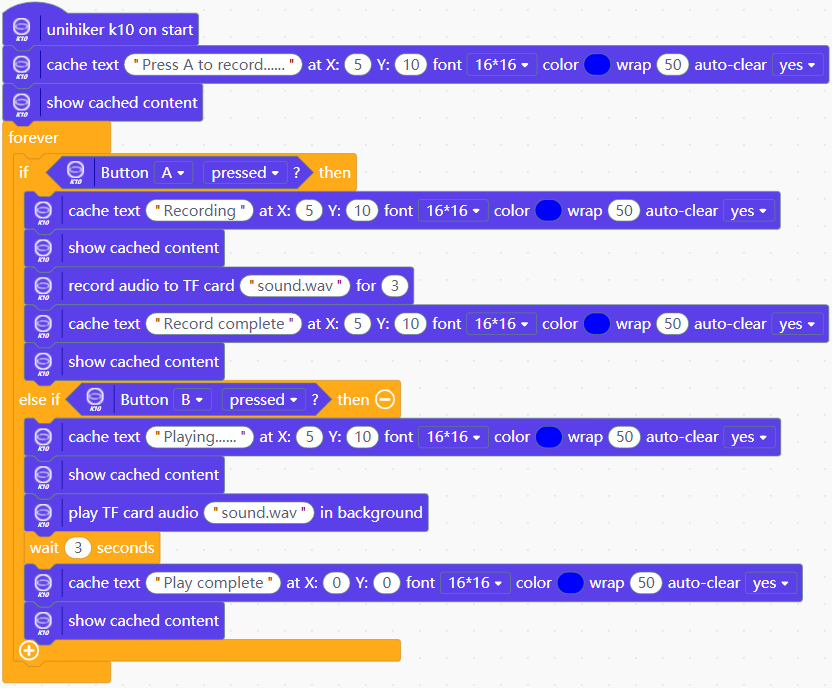 K10 unihiker k10 on start
K10 cache text "Press A to record......" at X: 5 Y: 10 font 16*16 color wrap 50 auto-clear yes
K10 show cached content
forever
if K10 Button A pressed ? then
K10 cache text "Recording" at X: 5 Y: 10 font 16*16 color wrap 50 auto-clear yes
K10 show cached content
K10 record audio to TF card "sound.wav" for 3
K10 cache text "Record complete" at X: 5 Y: 10 font 16*16 color wrap 50 auto-clear yes
K10 show cached content
else if K10 Button B pressed ? then
K10 cache text "Playing......" at X: 5 Y: 10 font 16*16 color wrap 50 auto-clear yes
K10 show cached content
K10 play TF card audio "sound.wav" in background
wait 3 seconds
K10 cache text "Play complete" at X: 0 Y: 0 font 16*16 color wrap 50 auto-clear yes
K10 show cached content